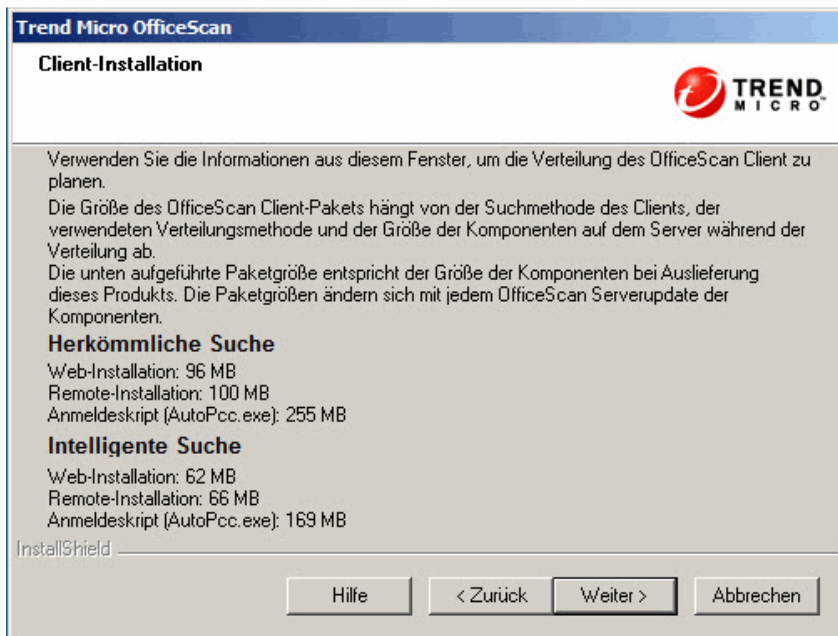 Trend Micro OfficeScan
Client-Installation
TREND
MICRO™
Verwenden Sie die Informationen aus diesem Fenster, um die Verteilung des OfficeScan Client zu
planen.
Die Größe des OfficeScan Client-Pakets hängt von der Suchmethode des Clients, der
verwendeten Verteilungsmethode und der Größe der Komponenten auf dem Server während der
Verteilung ab.
Die unten aufgeführte Paketgröße entspricht der Größe der Komponenten bei Auslieferung
dieses Produkts. Die Paketgrößen ändern sich mit jedem OfficeScan Serverupdate der
Komponenten.
Herkömmliche Suche
Web-Installation: 96 MB
Remote-Installation: 100 MB
Anmeldeskript (AutoPcc.exe): 255 MB
Intelligente Suche
Web-Installation: 62 MB
Remote-Installation: 66 MB
Anmeldeskript (AutoPcc.exe): 169 MB
InstallShield
Hilfe
< Zurück
Weiter >
Abbrechen